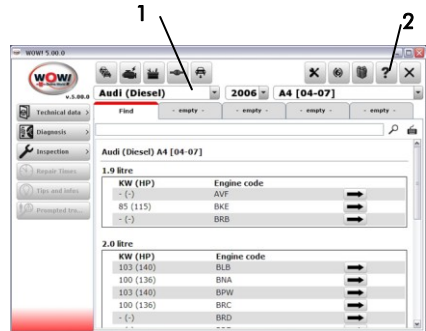 1
2
WOW! 5.00.0
WOW!
v.5.00.0
Audi (Diesel) 2006 A4 [04-07]
Technical data > Find - empty - - empty - - empty - - empty -
Diagnosis >
Inspection > Audi (Diesel) A4 [04-07]
Repair Times 1.9 litre
KW (HP) Engine code
Tips and infos - (-) AVF
85 (115) BKE
- (-) BRB
2.0 litre
KW (HP) Engine code
103 (140) BLB
100 (136) BNA
103 (140) BPW
100 (136) BRC
- (-) BRD